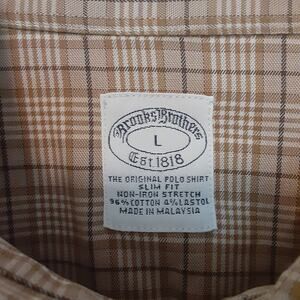 Brooks Brothers
L
Est 1818
THE ORIGINAL POLO SHIRT
SLIM FIT
NON-IRON STRETCH
96% COTTON 4% LASTOL
MADE IN MALAYSIA